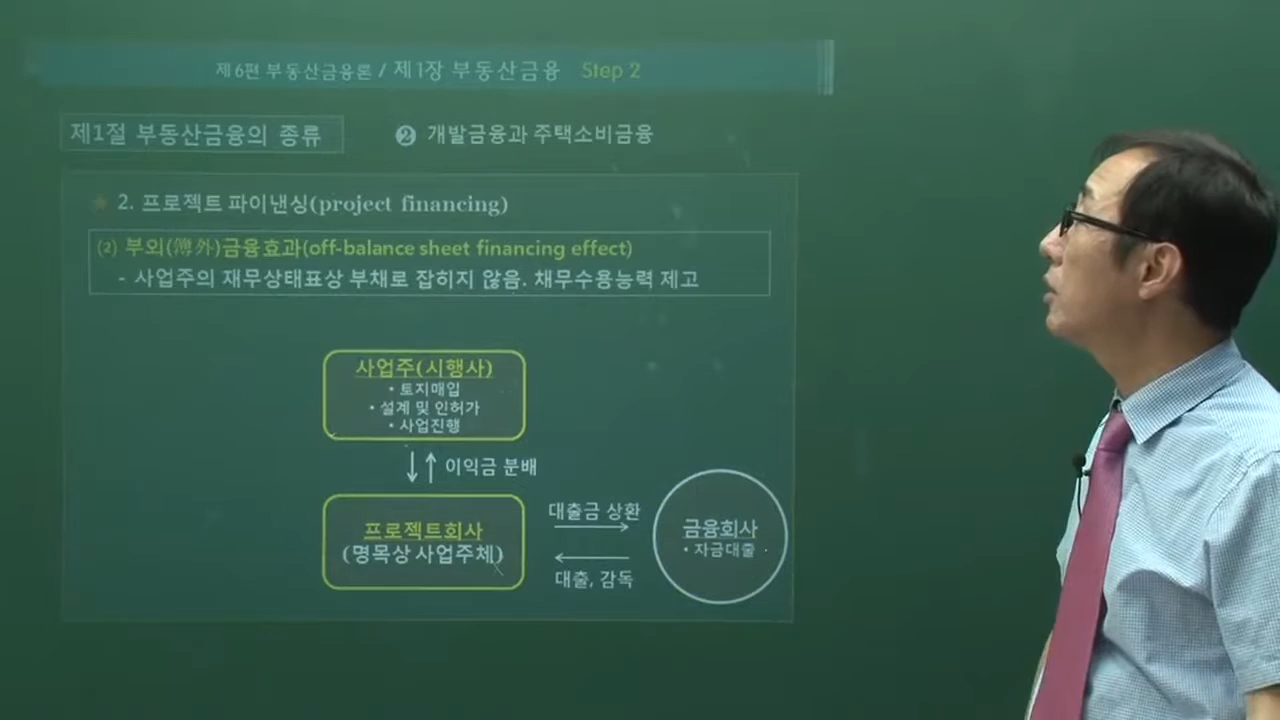 제6편 부동산금융론 / 제1장 부동산금융 Step 2
제1절 부동산금융의 종류
❷ 개발금융과 주택소비금융
★ 2. 프로젝트 파이낸싱(project financing)
(2) 부외(簿外)금융효과(off-balance sheet financing effect)
- 사업주의 재무상태표상 부채로 잡히지 않음. 채무수용능력 제고
사업주(시행사)
• 토지매입
• 설계 및 인허가
• 사업진행
이익금 분배
프로젝트회사
(명목상 사업주체)
대출금 상환
대출, 감독
금융회사
• 자금대출